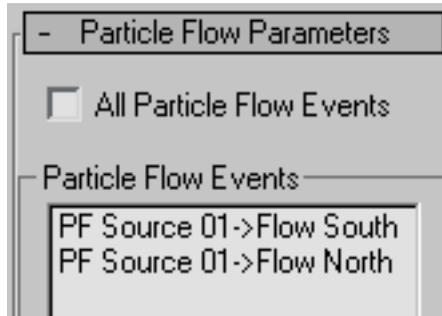 - Particle Flow Parameters
All Particle Flow Events
Particle Flow Events
PF Source 01->Flow South
PF Source 01->Flow North